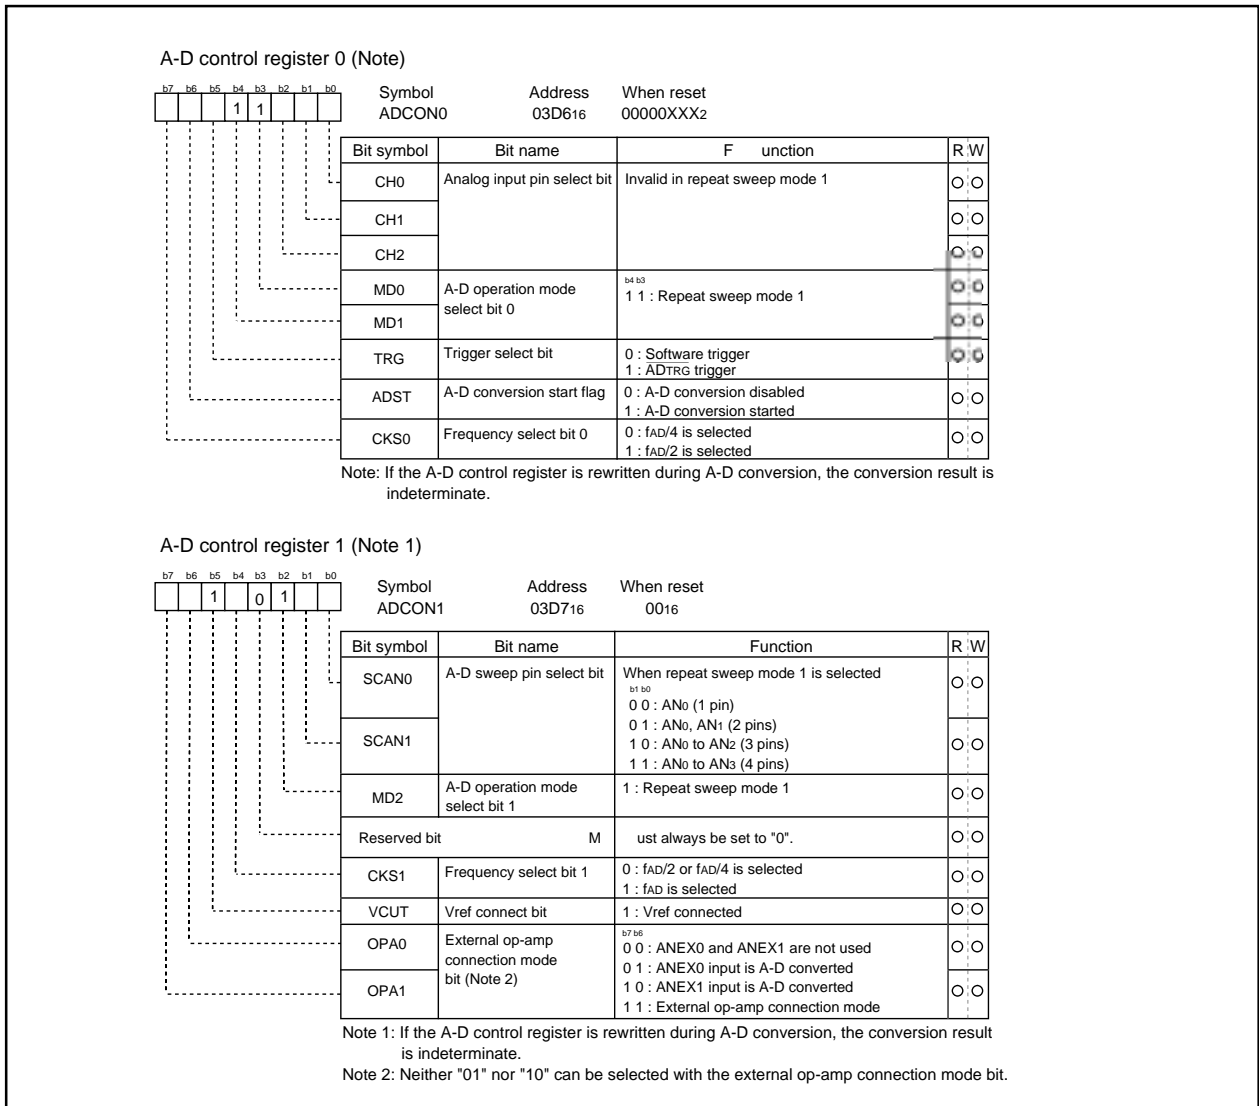 A-D control register 0 (Note)
b7 b6 b5 b4 b3 b2 b1 b0
1 1
Symbol Address When reset
ADCON0 03D616 00000XXX2
Bit symbol Bit name F unction R W
CH0 Analog input pin select bit Invalid in repeat sweep mode 1
CH1
CH2
MD0 A-D operation mode select bit 0 b4 b3
1 1 : Repeat sweep mode 1
MD1
TRG Trigger select bit 0 : Software trigger
1 : ADTRG trigger
ADST A-D conversion start flag 0 : A-D conversion disabled
1 : A-D conversion started
CKS0 Frequency select bit 0 0 : fAD/4 is selected
1 : fAD/2 is selected
Note: If the A-D control register is rewritten during A-D conversion, the conversion result is
indeterminate.
A-D control register 1 (Note 1)
b7 b6 b5 b4 b3 b2 b1 b0
1 0 1
Symbol Address When reset
ADCON1 03D716 0016
Bit symbol Bit name Function R W
SCAN0 A-D sweep pin select bit When repeat sweep mode 1 is selected
b1 b0
0 0 : AN0 (1 pin)
0 1 : AN0, AN1 (2 pins)
SCAN1 1 0 : AN0 to AN2 (3 pins)
1 1 : AN0 to AN3 (4 pins)
MD2 A-D operation mode select bit 1 1 : Repeat sweep mode 1
Reserved bit M ust always be set to "0".
CKS1 Frequency select bit 1 0 : fAD/2 or fAD/4 is selected
1 : fAD is selected
VCUT Vref connect bit 1 : Vref connected
OPA0 External op-amp connection mode bit (Note 2) b7 b6
0 0 : ANEX0 and ANEX1 are not used
0 1 : ANEX0 input is A-D converted
OPA1 1 0 : ANEX1 input is A-D converted
1 1 : External op-amp connection mode
Note 1: If the A-D control register is rewritten during A-D conversion, the conversion result
is indeterminate.
Note 2: Neither "01" nor "10" can be selected with the external op-amp connection mode bit.